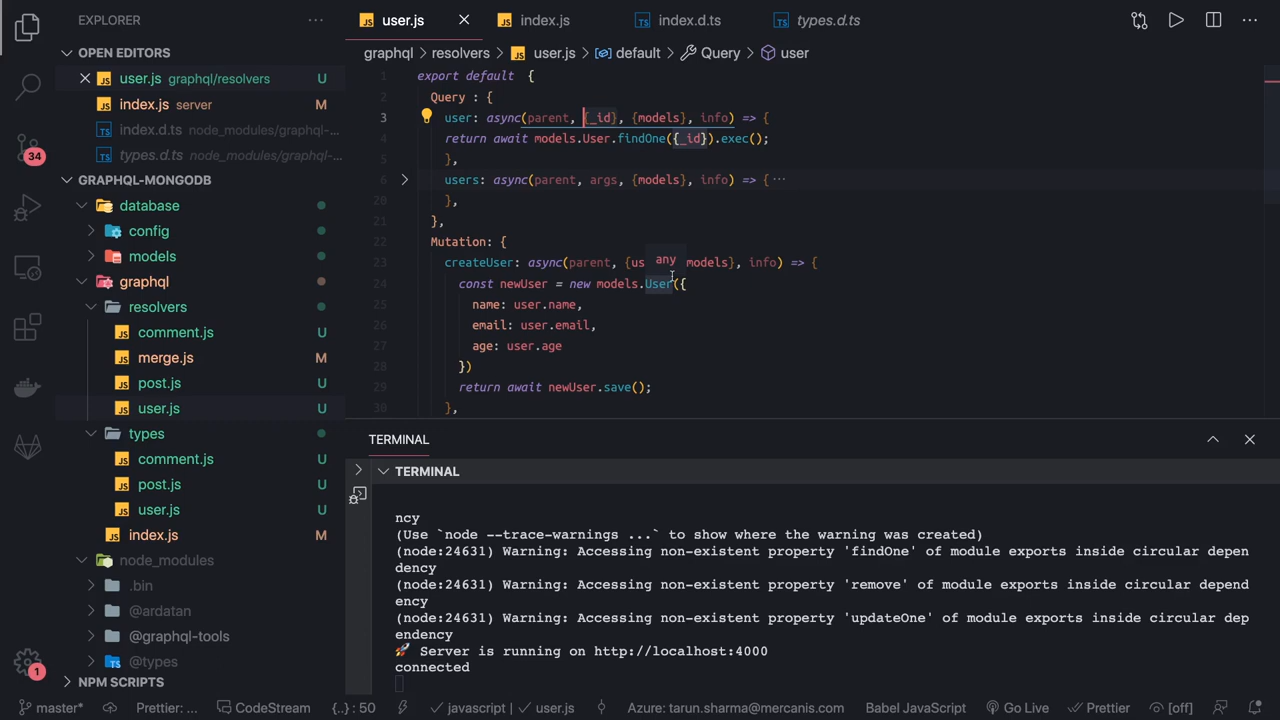 EXPLORER
user.js
index.js
index.d.ts
types.d.ts
OPEN EDITORS
user.js graphql/resolvers U
index.js server M
index.d.ts node_modules/graphql-...
types.d.ts node_modules/graphql-...
GRAPHQL-MONGODB
database
config
models
graphql
resolvers
comment.js U
merge.js M
post.js U
user.js U
types
comment.js U
post.js U
user.js U
index.js M
node_modules
.bin
@ardatan
@graphql-tools
@types
NPM SCRIPTS
34
1
graphql > resolvers > user.js > default > Query > user
1 export default {
2 Query : {
3 user: async(parent, {_id}, {models}, info) => {
4 return await models.User.findOne({_id}).exec();
5 },
6 users: async(parent, args, {models}, info) => {...
20 },
21 },
22 Mutation: {
23 createUser: async(parent, {us any models}, info) => {
24 const newUser = new models.User({
25 name: user.name,
26 email: user.email,
27 age: user.age
28 })
29 return await newUser.save();
30 },
TERMINAL
TERMINAL
ncy
(Use `node --trace-warnings ...` to show where the warning was created)
(node:24631) Warning: Accessing non-existent property 'findOne' of module exports inside circular depen
dency
(node:24631) Warning: Accessing non-existent property 'remove' of module exports inside circular depend
ency
(node:24631) Warning: Accessing non-existent property 'updateOne' of module exports inside circular dep
endency
🚀 Server is running on http://localhost:4000
connected
master* Prettier: ... CodeStream {..} : 50 javascript | ✓ user.js Azure: tarun.sharma@mercanis.com Babel JavaScript Go Live Prettier [off]